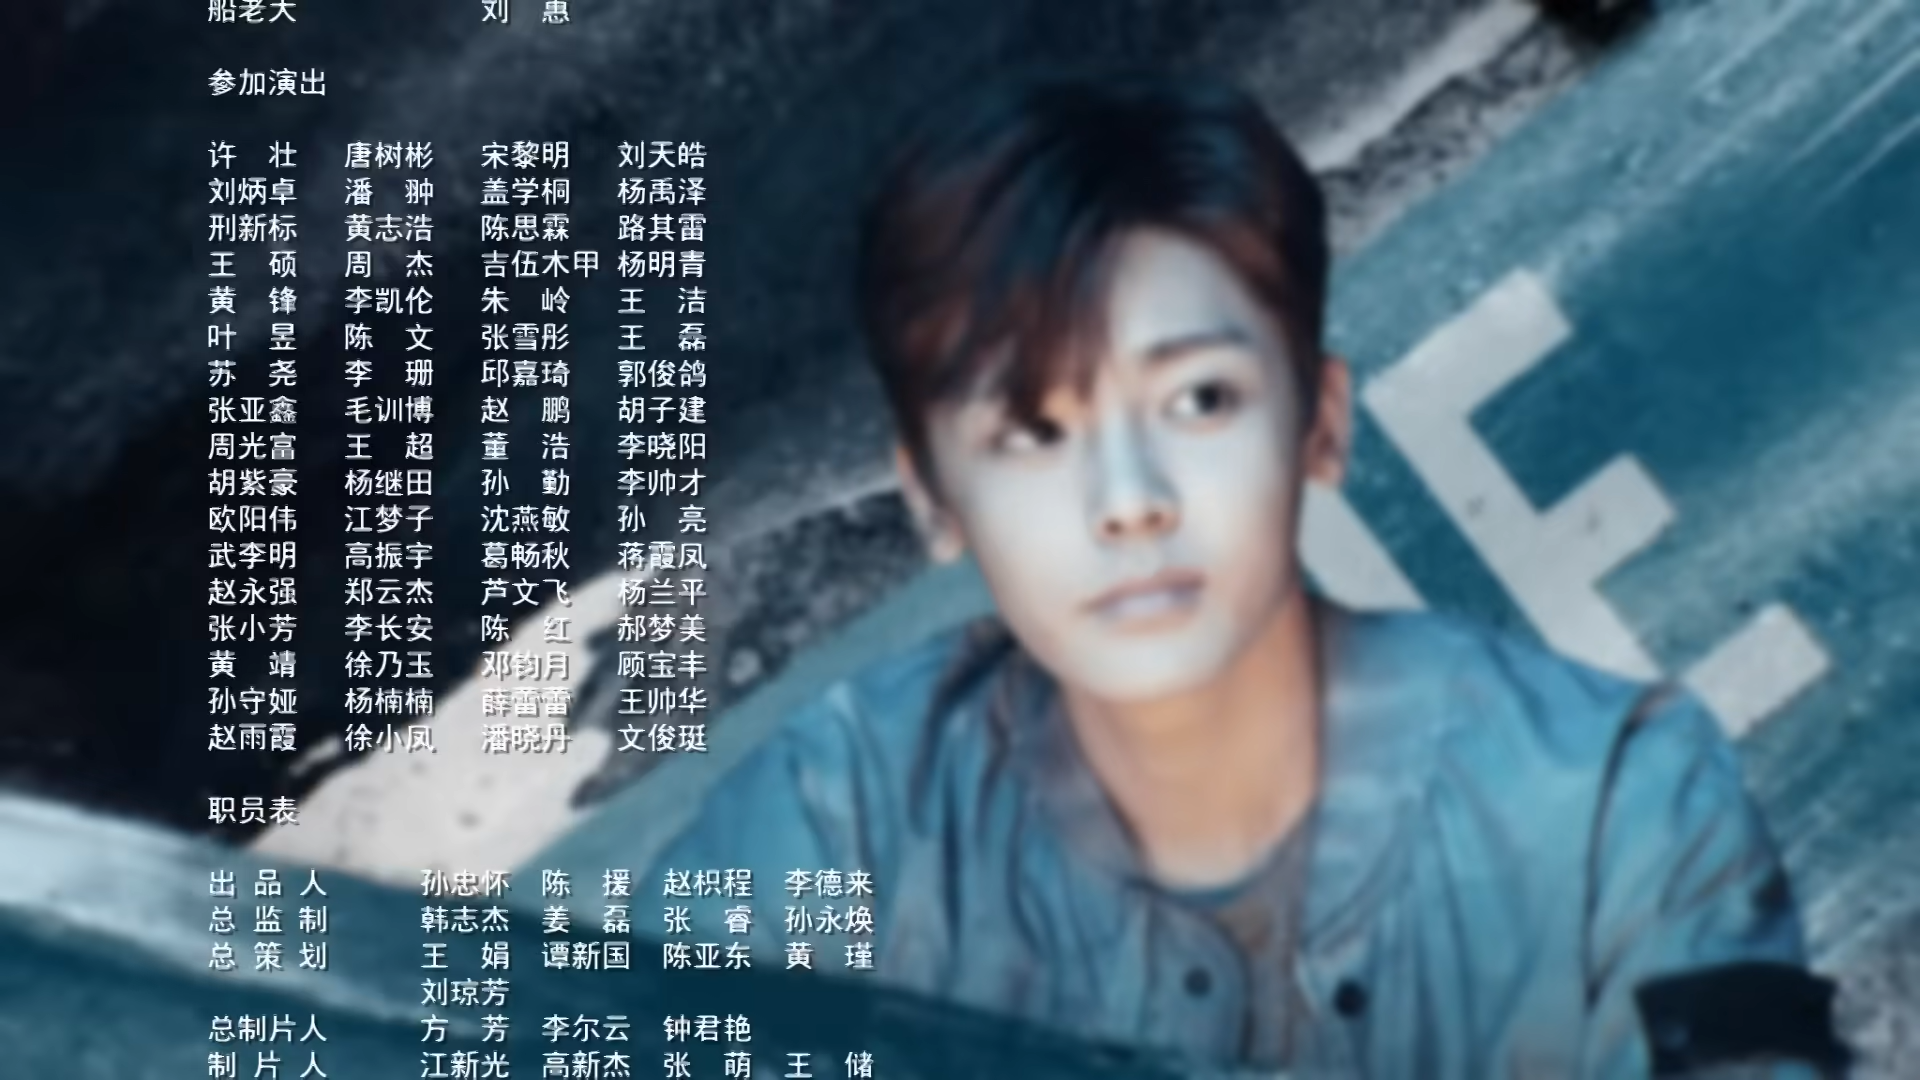 船老大 刘 惠
参加演出
许 壮 唐树彬 宋黎明 刘天皓
刘炳卓 潘 翀 盖学桐 杨禹泽
刑新标 黄志浩 陈思霖 路其雷
王 硕 周 杰 吉伍木甲 杨明青
黄 锋 李凯伦 朱 岭 王 洁
叶 昱 陈 文 张雪彤 王 磊
苏 尧 李 珊 邱嘉琦 郭俊鸽
张亚鑫 毛训博 赵 鹏 胡子建
周光富 王 超 董 浩 李晓阳
胡紫豪 杨继田 孙 勤 李帅才
欧阳伟 江梦子 沈燕敏 孙 亮
武李明 高振宇 葛畅秋 蒋霞凤
赵永强 郑云杰 芦文飞 杨兰平
张小芳 李长安 陈 红 郝梦美
黄 靖 徐乃玉 邓钧月 顾宝丰
孙守娅 杨楠楠 薛蕾蕾 王帅华
赵雨霞 徐小凤 潘晓丹 文俊珽
职员表
出 品 人 孙忠怀 陈 援 赵枳程 李德来
总 监 制 韩志杰 姜 磊 张 睿 孙永焕
总 策 划 王 娟 谭新国 陈亚东 黄 瑾
刘琼芳
总制片人 方 芳 李尔云 钟君艳
制 片 人 江新光 高新杰 张 萌 王 储